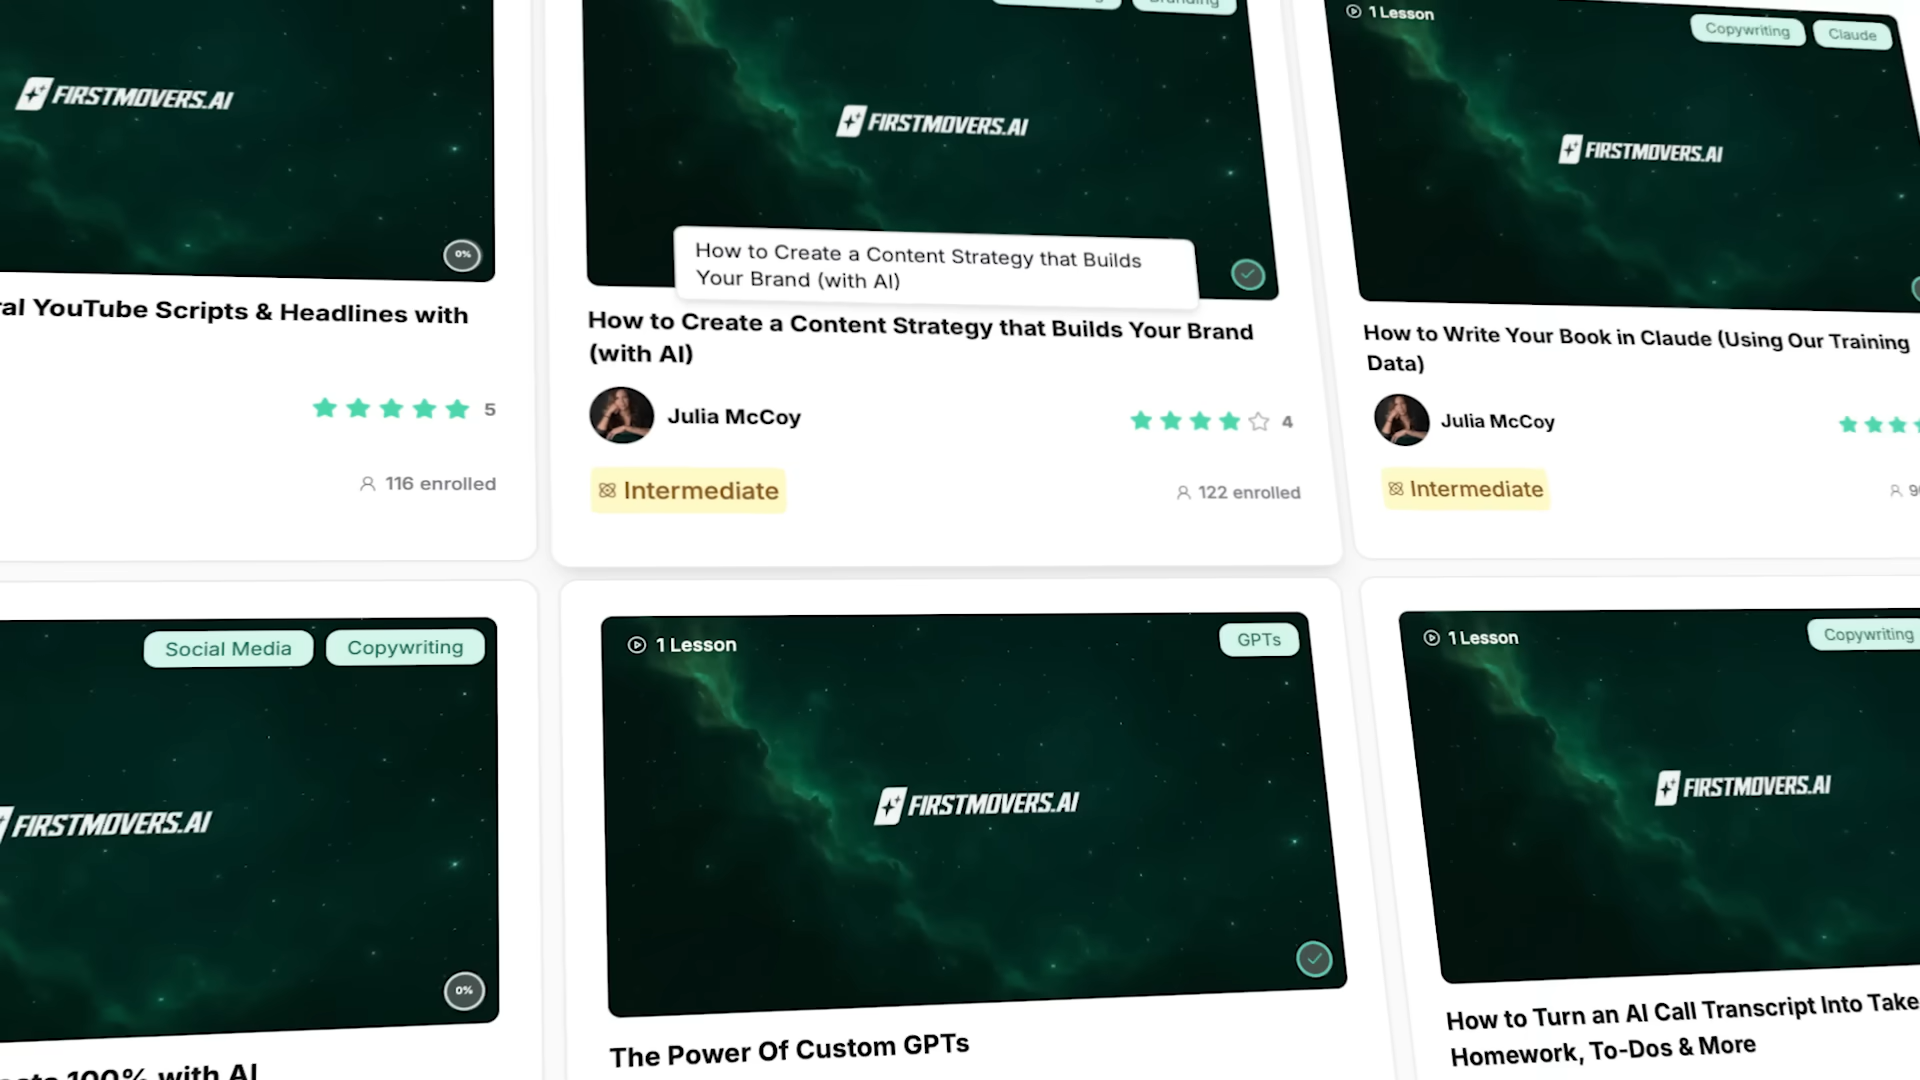 FIRSTMOVERS.AI
0%
al YouTube Scripts & Headlines with
5
116 enrolled
Branding
FIRSTMOVERS.AI
How to Create a Content Strategy that Builds
Your Brand (with AI)
How to Create a Content Strategy that Builds Your Brand
(with AI)
Julia McCoy
4
Intermediate
122 enrolled
1 Lesson
Copywriting
Claude
FIRSTMOVERS.AI
How to Write Your Book in Claude (Using Our Training
Data)
Julia McCoy
Intermediate
Social Media
Copywriting
FIRSTMOVERS.AI
0%
100% with AI
1 Lesson
GPTs
FIRSTMOVERS.AI
The Power Of Custom GPTs
1 Lesson
Copywriting
FIRSTMOVERS.AI
How to Turn an AI Call Transcript Into Take
Homework, To-Dos & More